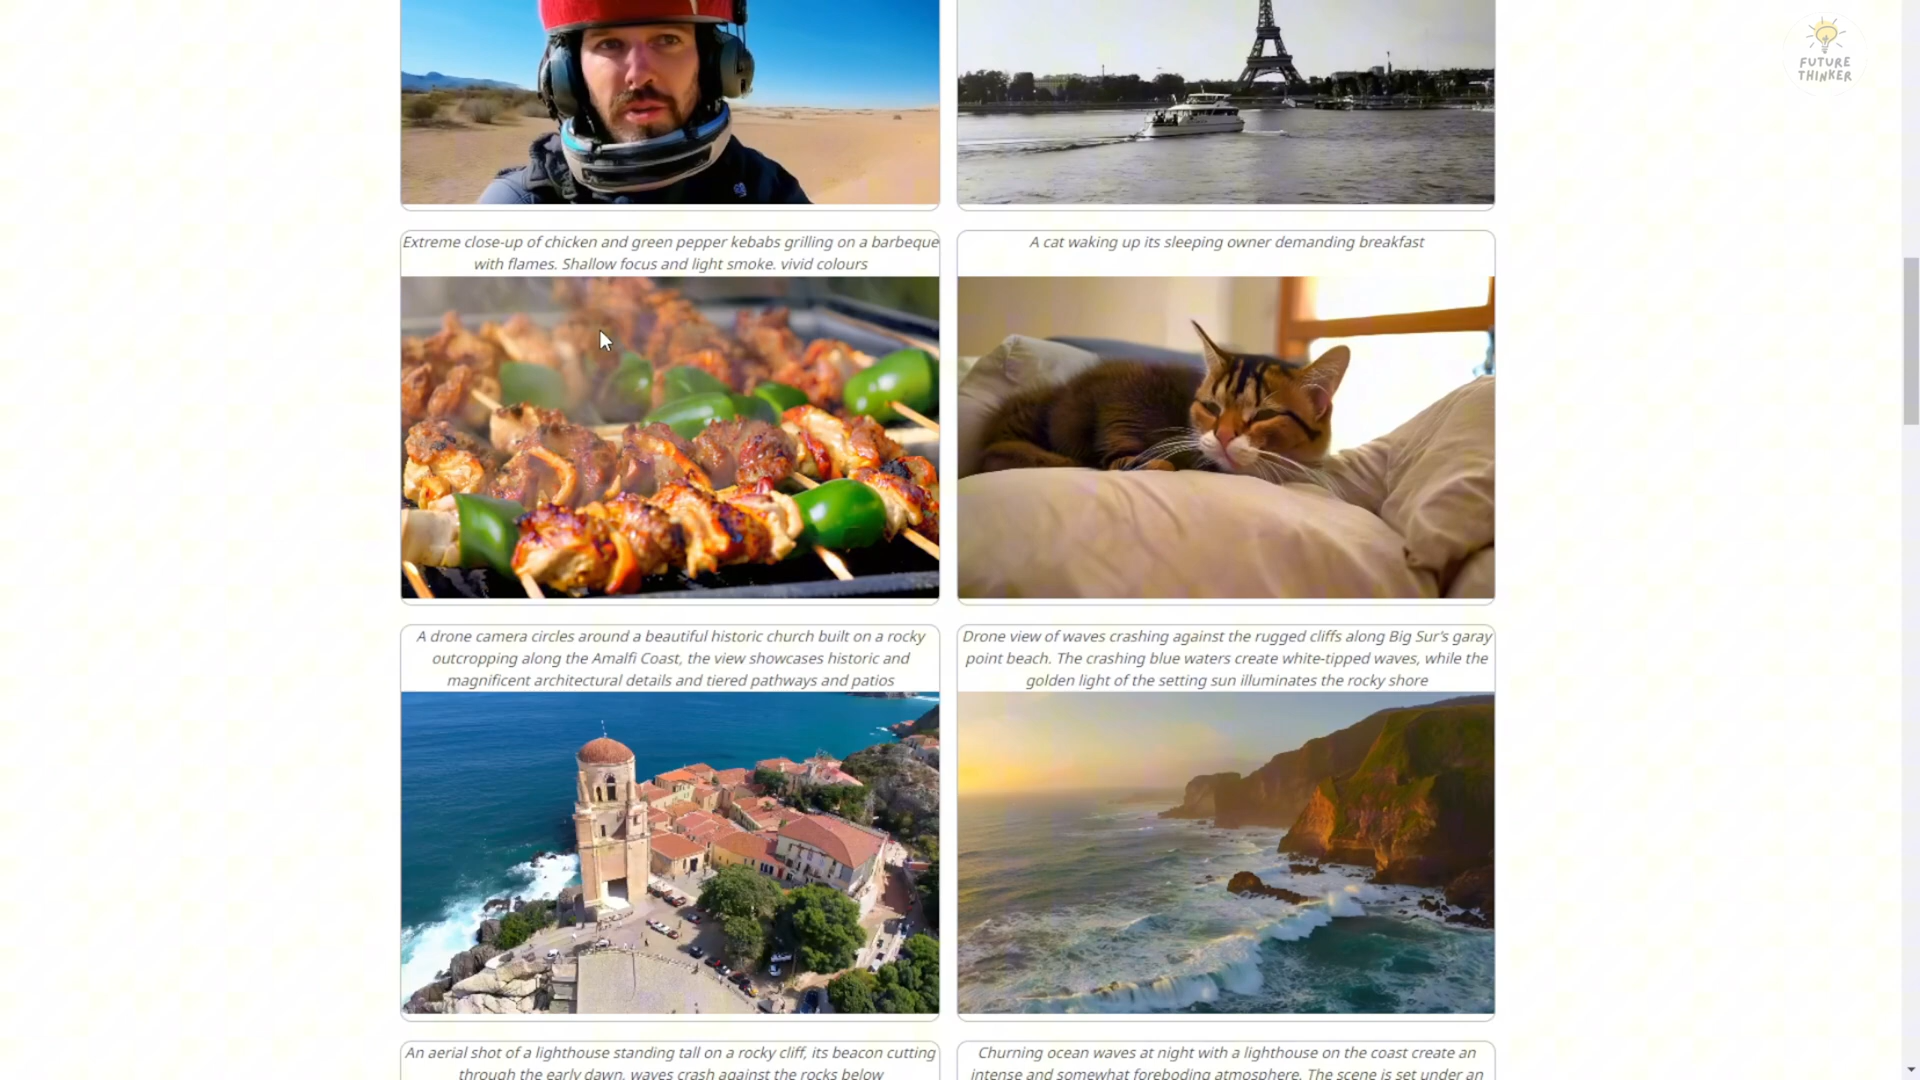 FUTURE
THINKER
Extreme close-up of chicken and green pepper kebabs grilling on a barbeque
with flames. Shallow focus and light smoke. vivid colours
A cat waking up its sleeping owner demanding breakfast
A drone camera circles around a beautiful historic church built on a rocky
outcropping along the Amalfi Coast, the view showcases historic and
magnificent architectural details and tiered pathways and patios
Drone view of waves crashing against the rugged cliffs along Big Sur's garay
point beach. The crashing blue waters create white-tipped waves, while the
golden light of the setting sun illuminates the rocky shore
An aerial shot of a lighthouse standing tall on a rocky cliff, its beacon cutting
through the early dawn, waves crash against the rocks below
Churning ocean waves at night with a lighthouse on the coast create an
intense and somewhat foreboding atmosphere. The scene is set under an